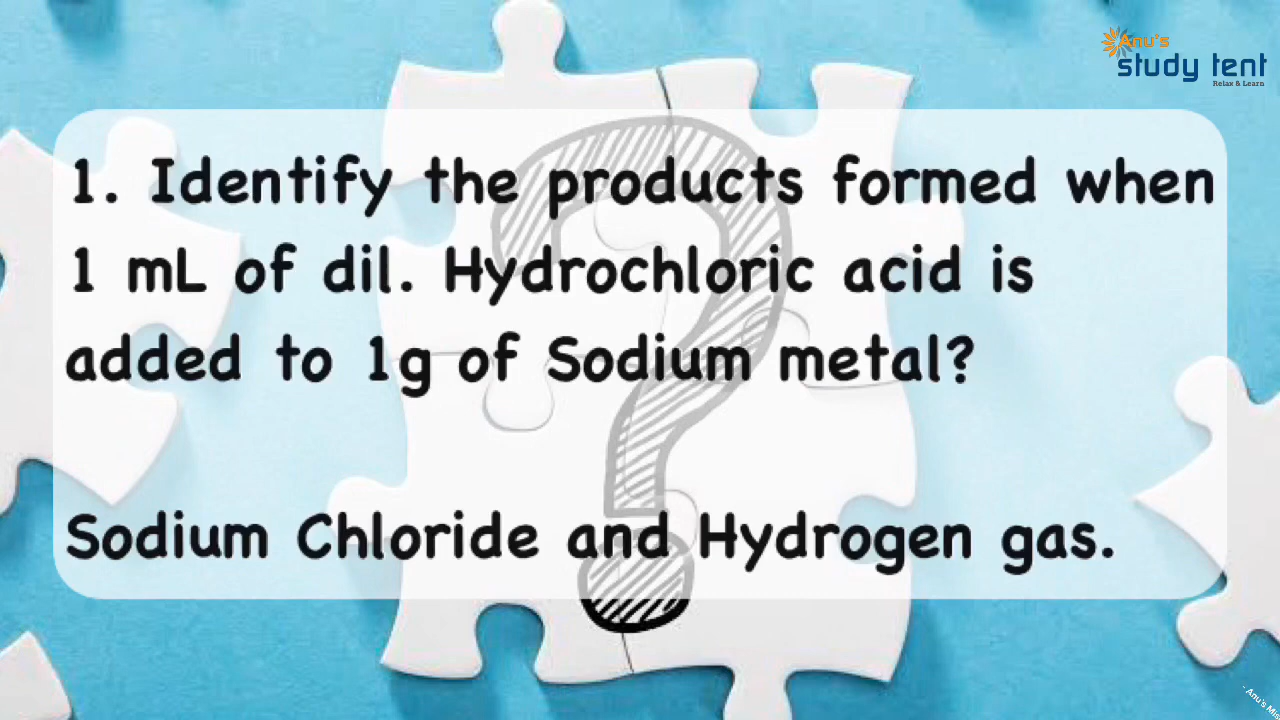 Anu's
study tent
Relax & Learn
1. Identify the products formed when
1 mL of dil. Hydrochloric acid is
added to 1g of Sodium metal?
Sodium Chloride and Hydrogen gas.
- Anu's